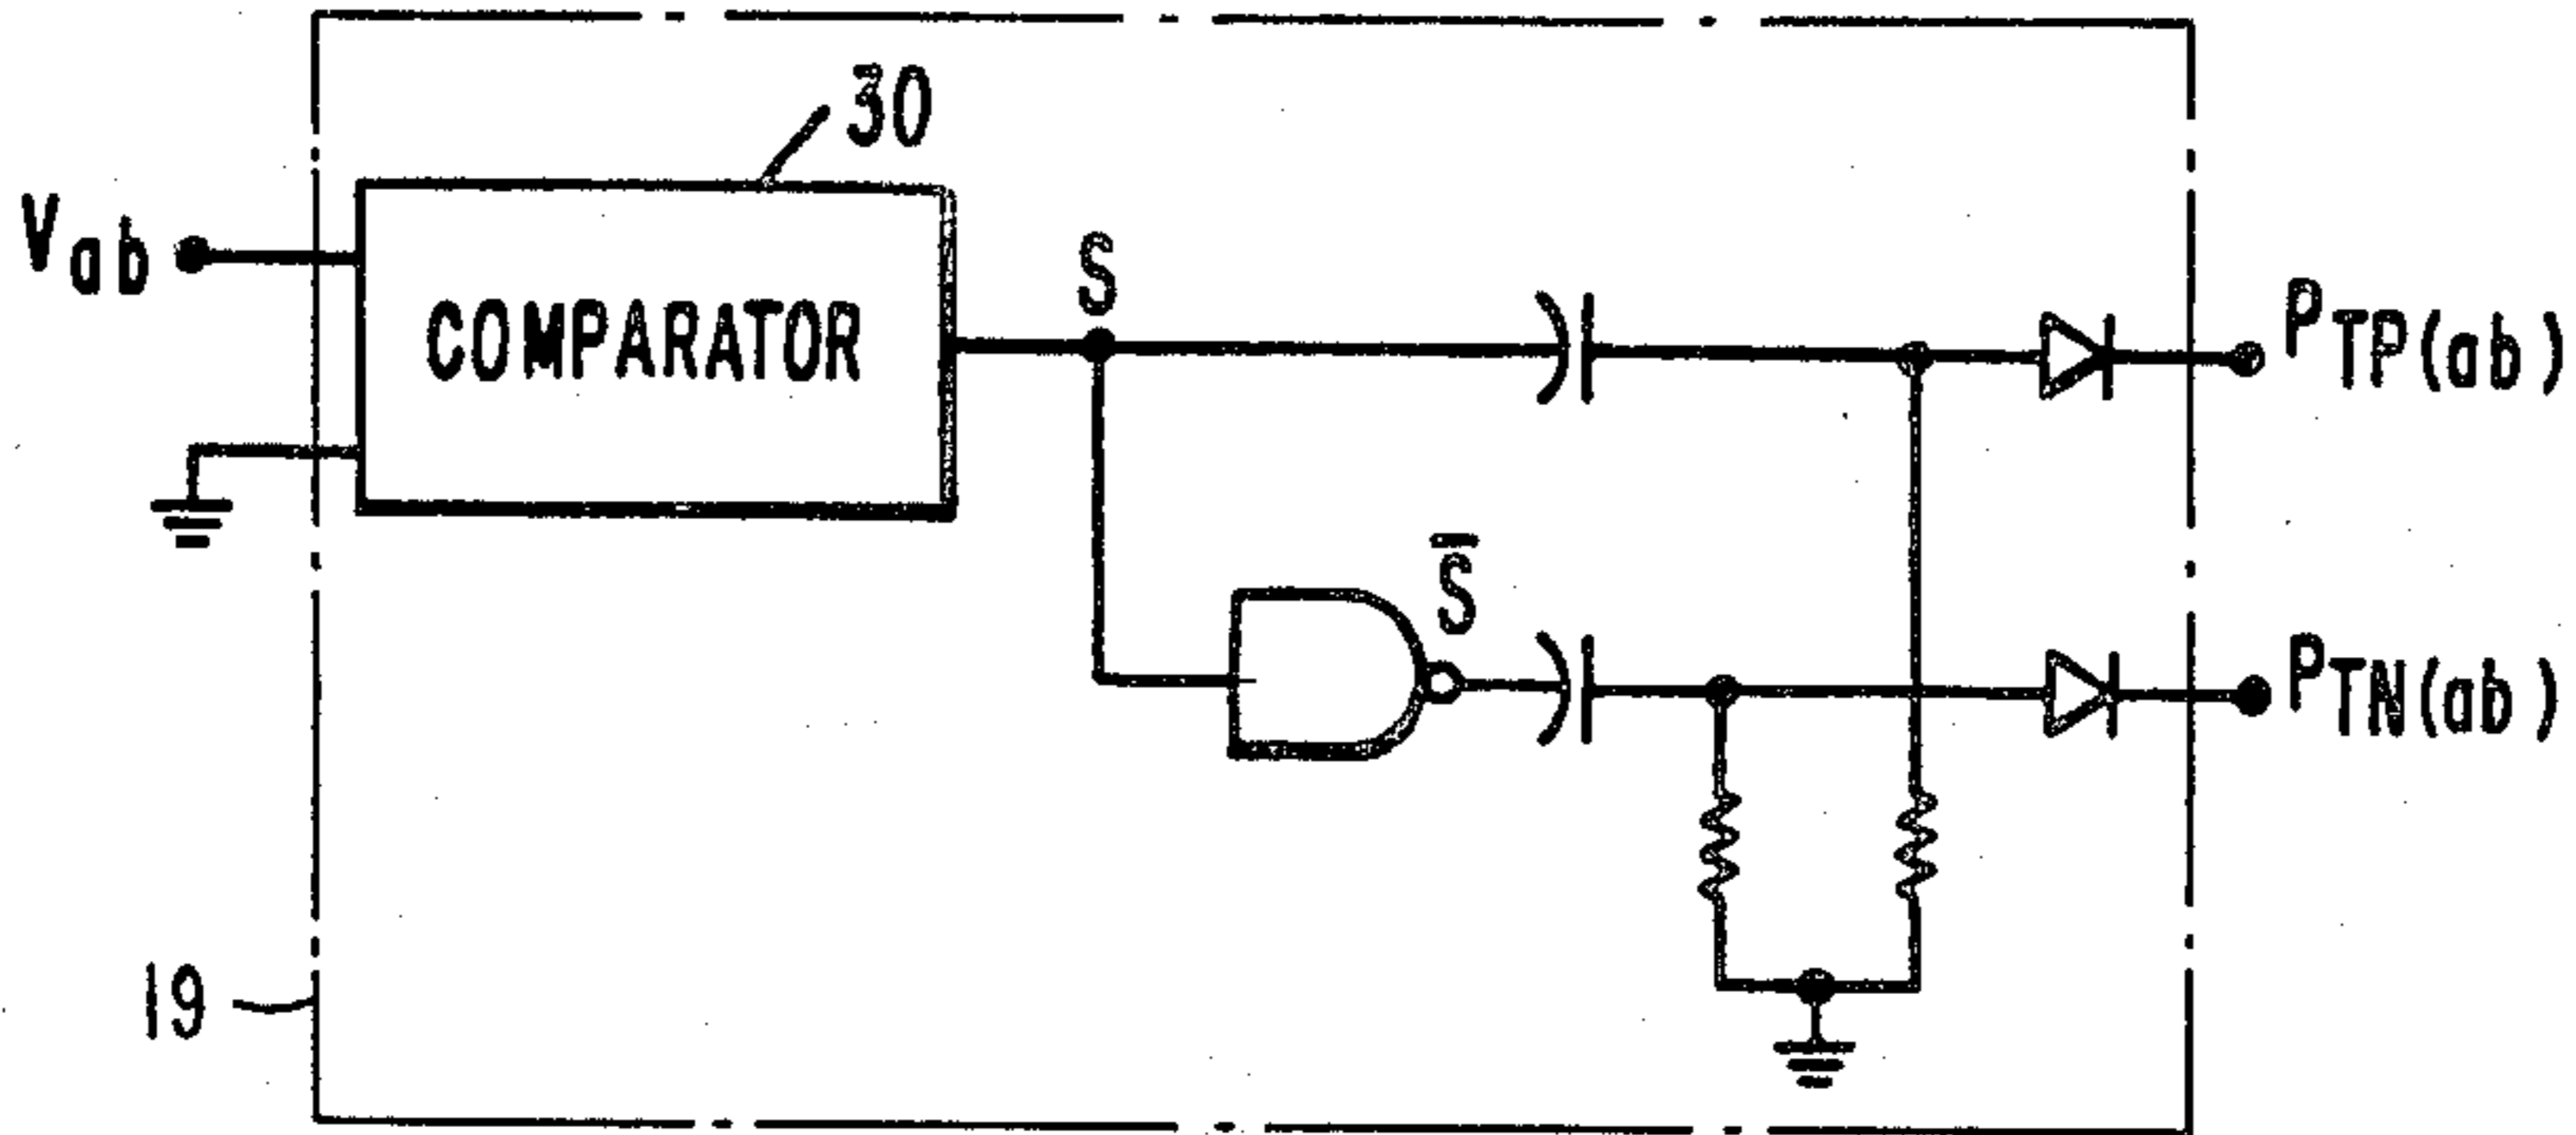 30
Vab
COMPARATOR
S
PTP(ab)
S̄
PTN(ab)
19